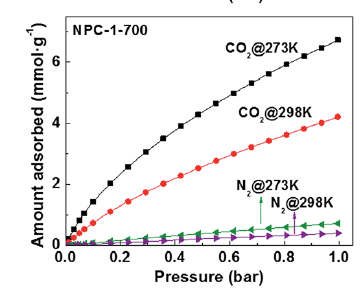 NPC-1-700
CO2@273K
CO2@298K
N2@273K
N2@298K
Amount adsorbed (mmol·g-1)
6
4
2
0
0.0 0.2 0.4 0.6 0.8 1.0
Pressure (bar)